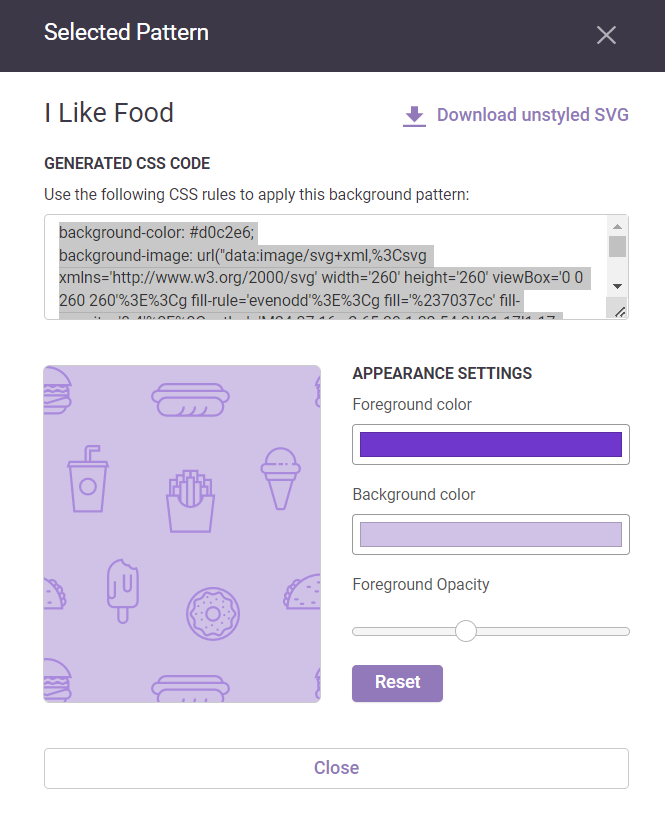 Selected Pattern
I Like Food
Download unstyled SVG
GENERATED CSS CODE
Use the following CSS rules to apply this background pattern:
background-color: #d0c2e6;
background-image: url("data:image/svg+xml,%3Csvg
xmlns='http://www.w3.org/2000/svg' width='260' height='260' viewBox='0 0
260 260'%3E%3Cg fill-rule='evenodd'%3E%3Cg fill='%237037cc' fill-
APPEARANCE SETTINGS
Foreground color
Background color
Foreground Opacity
Reset
Close